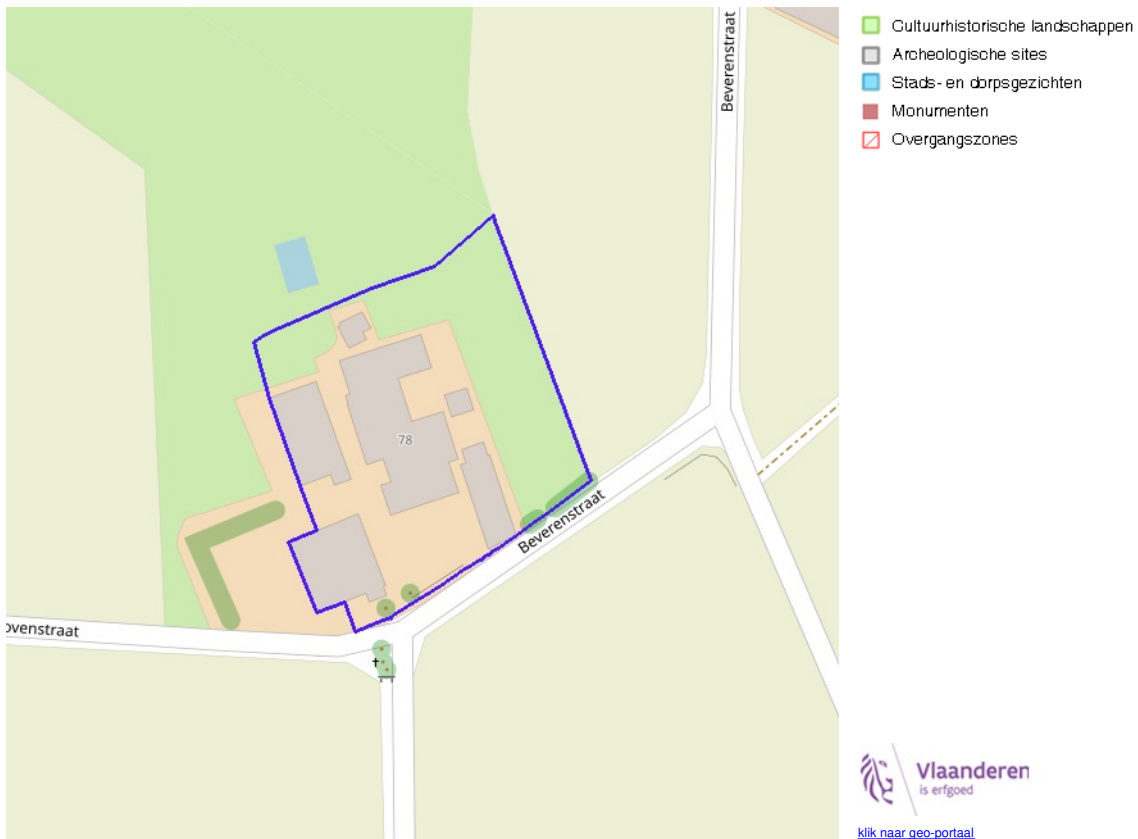 Beverenstraat
78
Beverenstraat
ovenstraat
Cultuurhistorische landschappen
Archeologische sites
Stads- en dorpsgezichten
Monumenten
Overgangszones
Vlaanderen
is erfgoed
klik naar geo-portaal